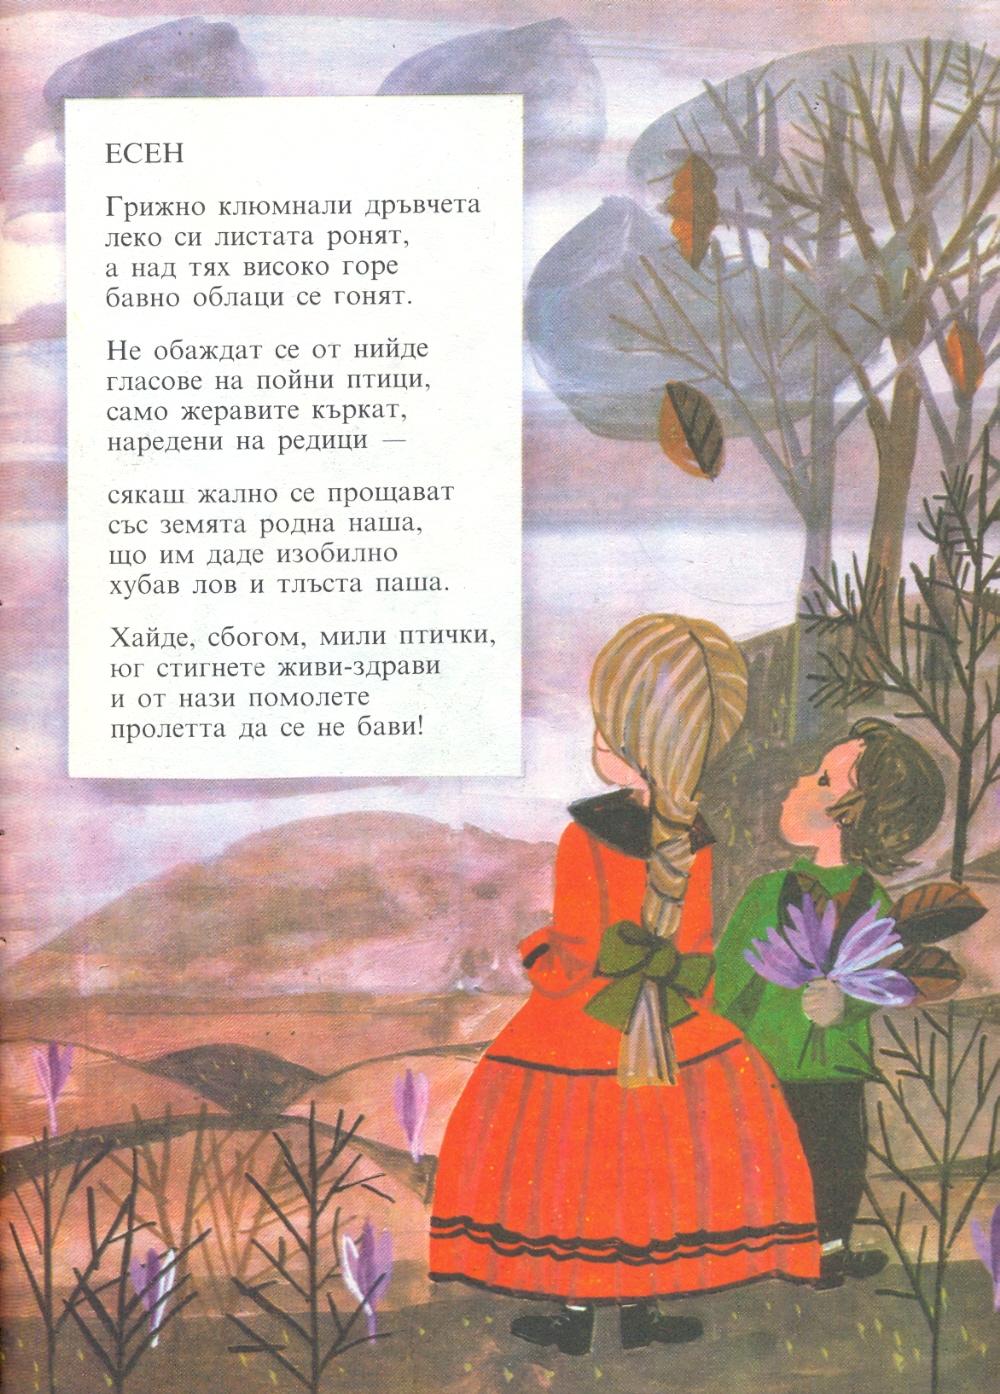 ЕСЕН
Грижно клюмнали дръвчета
леко си листата ронят,
а над тях високо горе
бавно облаци се гонят.
Не обаждат се от нийде
гласове на пойни птици,
само жеравите къркат,
наредени на редици —
сякаш жално се прощават
със земята родна наша,
що им даде изобилно
хубав лов и тлъста паша.
Хайде, сбогом, мили птички,
юг стигнете живи-здрави
и от нази помолете
пролетта да се не бави!